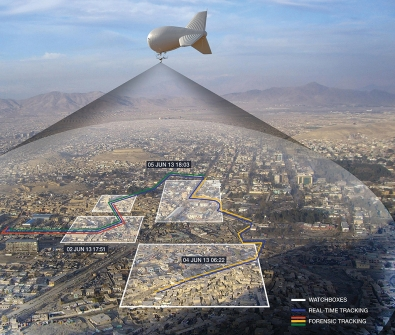 05 JUN 13 18:03
02 JUN 13 17:51
04 JUN 13 06:22
WATCHBOXES
REAL-TIME TRACKING
FORENSIC TRACKING